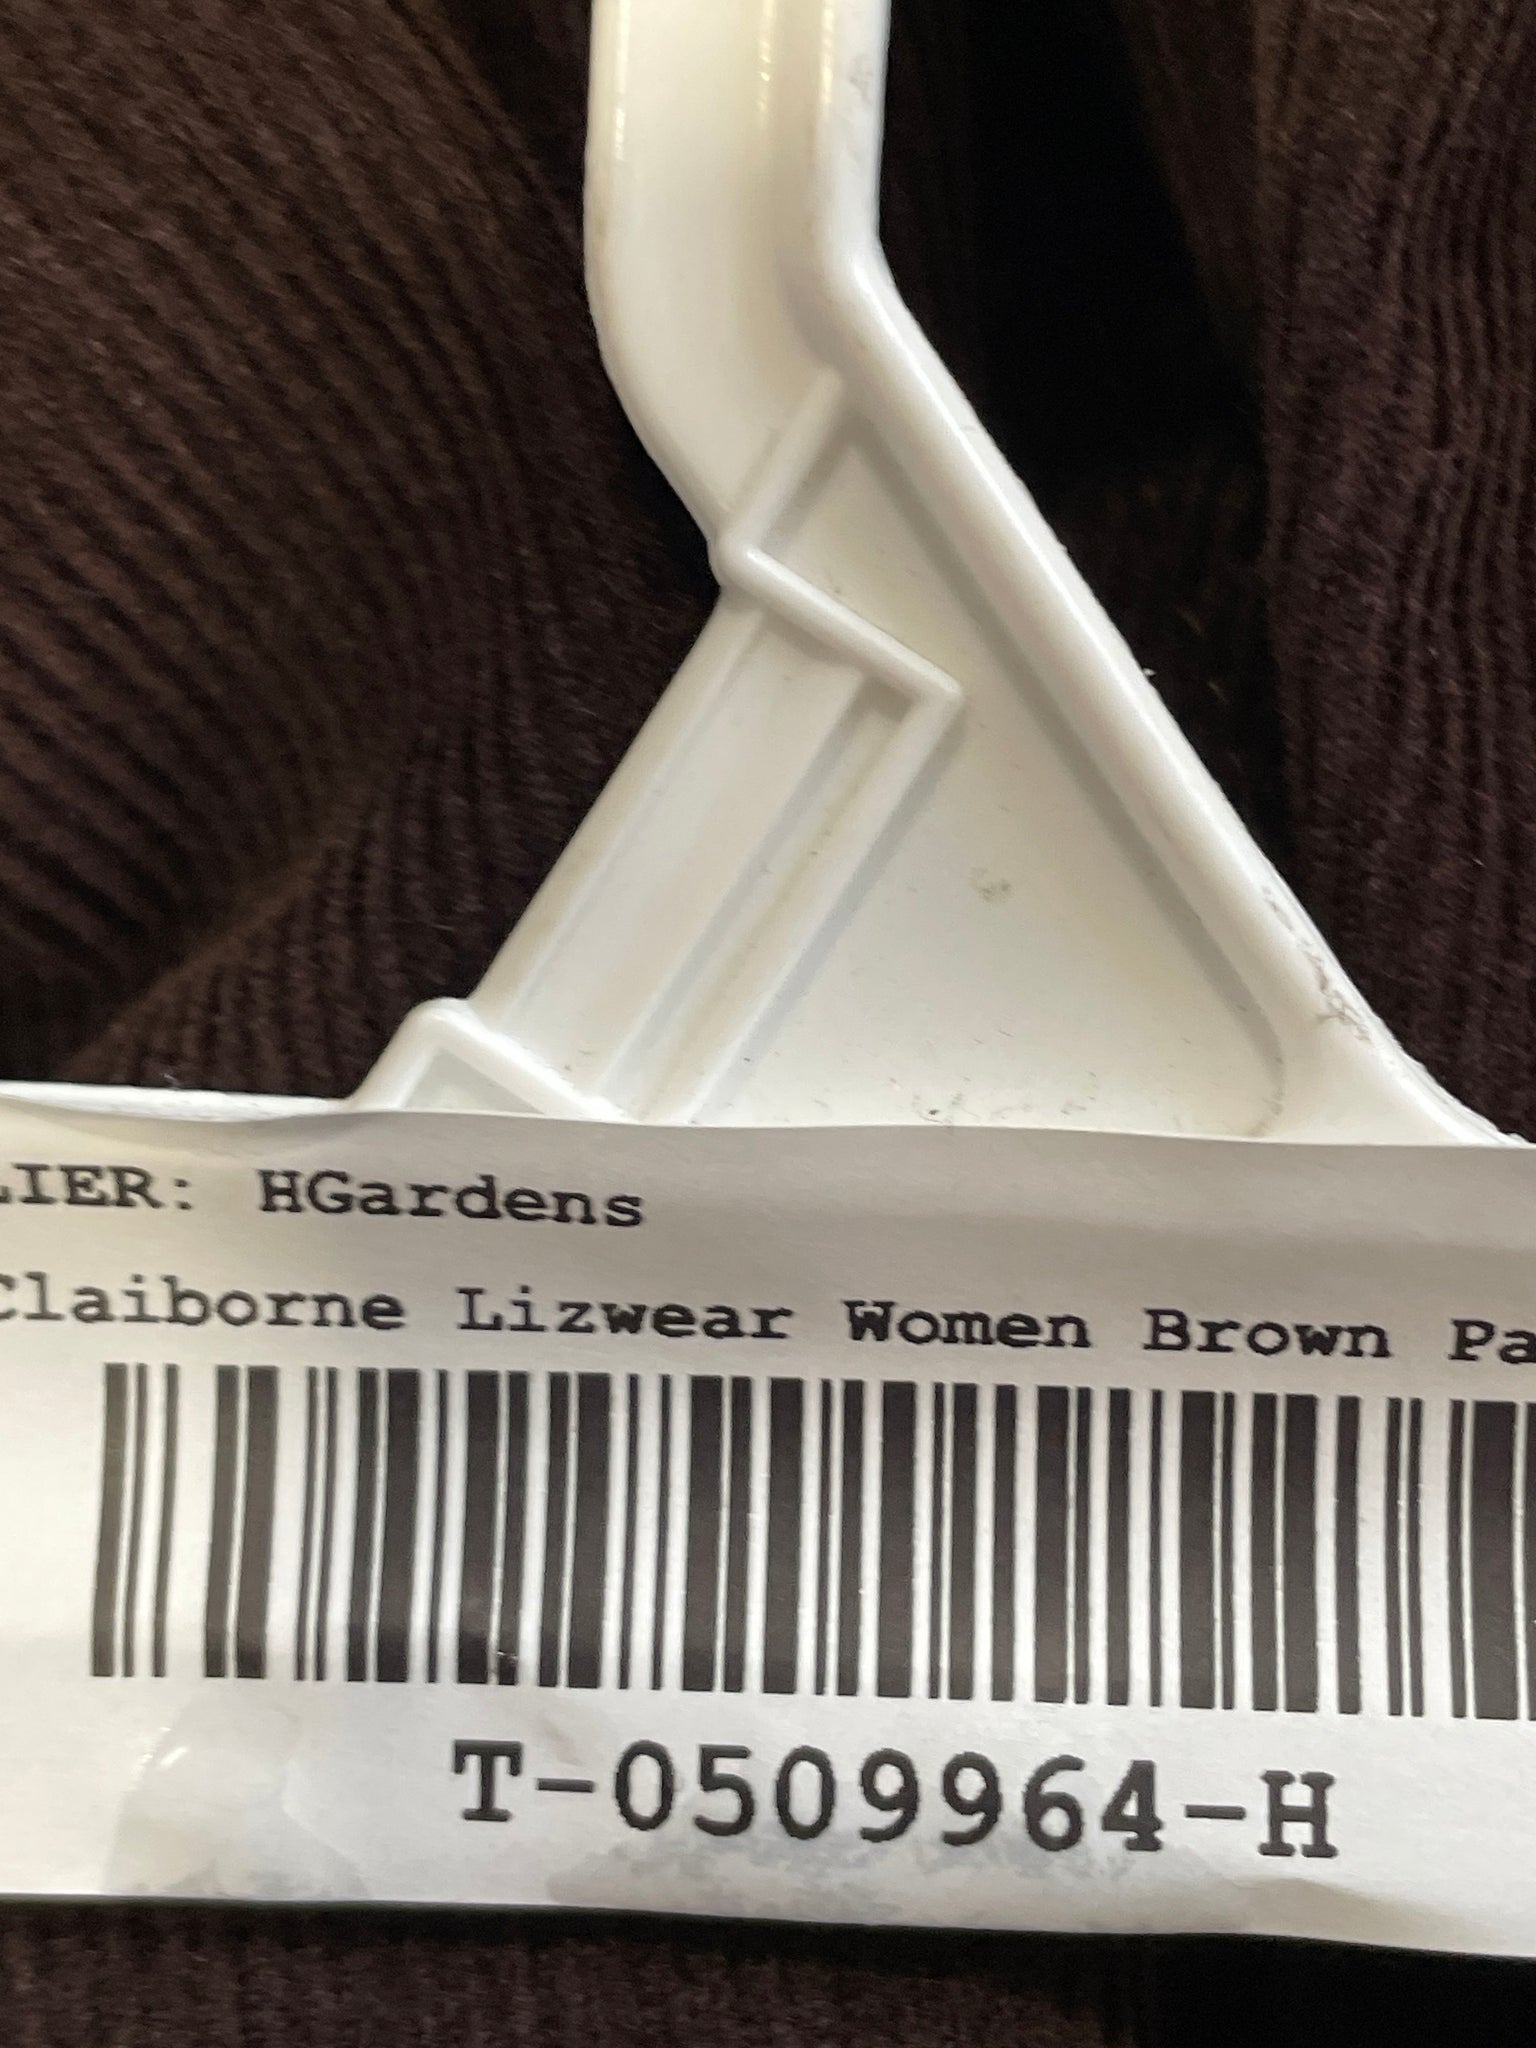 LIER: HGardens
Claiborne Lizwear Women Brown Pa
T-0509964-H